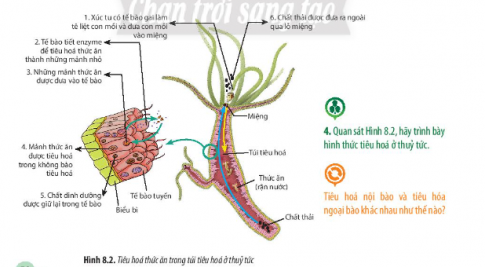 Chân trời sáng tạo
1. Xúc tu có tế bào gai làm
tê liệt con mồi và đưa con mồi
vào miệng
6. Chất thải được đưa ra ngoài
qua lỗ miệng
2. Tế bào tiết enzyme
để tiêu hoá thức ăn
thành những mảnh nhỏ
3. Những mảnh thức ăn
được đưa vào tế bào
Miệng
4. Mảnh thức ăn
được tiêu hoá
trong không bào
tiêu hoá
Túi tiêu hoá
Thức ăn
(rận nước)
5. Chất dinh dưỡng
được giữ lại trong tế bào
Tế bào tuyến
Biểu bì
Chất thải
4. Quan sát Hình 8.2, hãy trình bày
hình thức tiêu hoá ở thuỷ tức.
Tiêu hoá nội bào và tiêu hóa
ngoại bào khác nhau như thế nào?
Hình 8.2. Tiêu hoá thức ăn trong túi tiêu hoá ở thuỷ tức